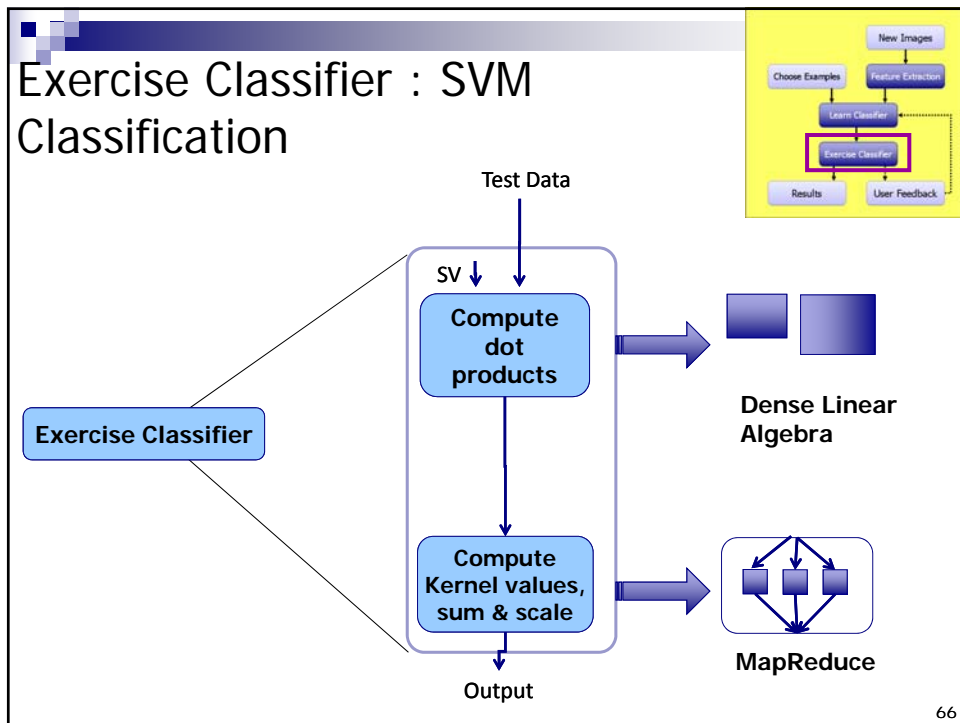 Exercise Classifier : SVM
Classification
New Images
Choose Examples
Feature Extraction
Learn Classifier
Exercise Classifier
Results
User Feedback
Test Data
SV
Compute
dot
products
Dense Linear
Algebra
Exercise Classifier
Compute
Kernel values,
sum & scale
MapReduce
Output
66